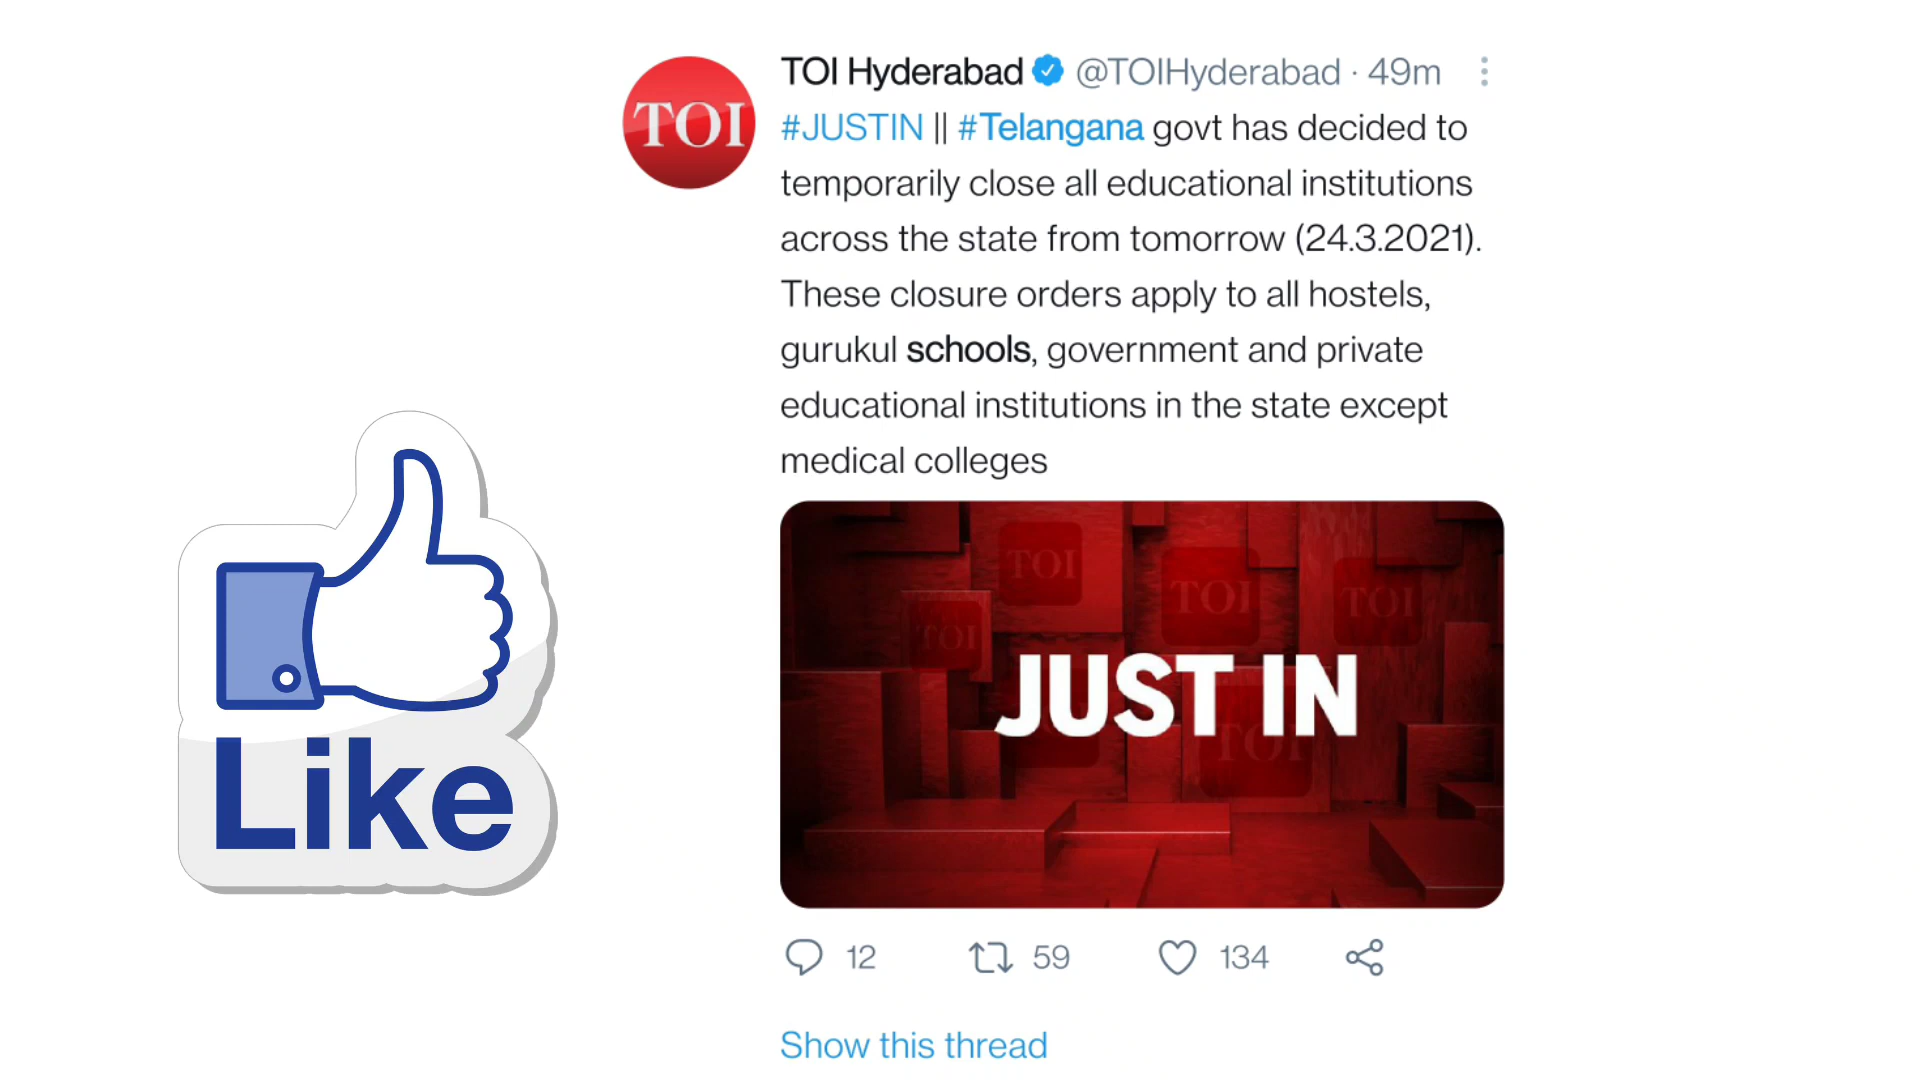 TOI Hyderabad @TOIHyderabad · 49m
TOI
#JUSTIN || #Telangana govt has decided to
temporarily close all educational institutions
across the state from tomorrow (24.3.2021).
These closure orders apply to all hostels,
gurukul schools, government and private
educational institutions in the state except
medical colleges
TOI
TOI
TOI
TOI
JUST IN
TOI
12 59 134
Show this thread
Like